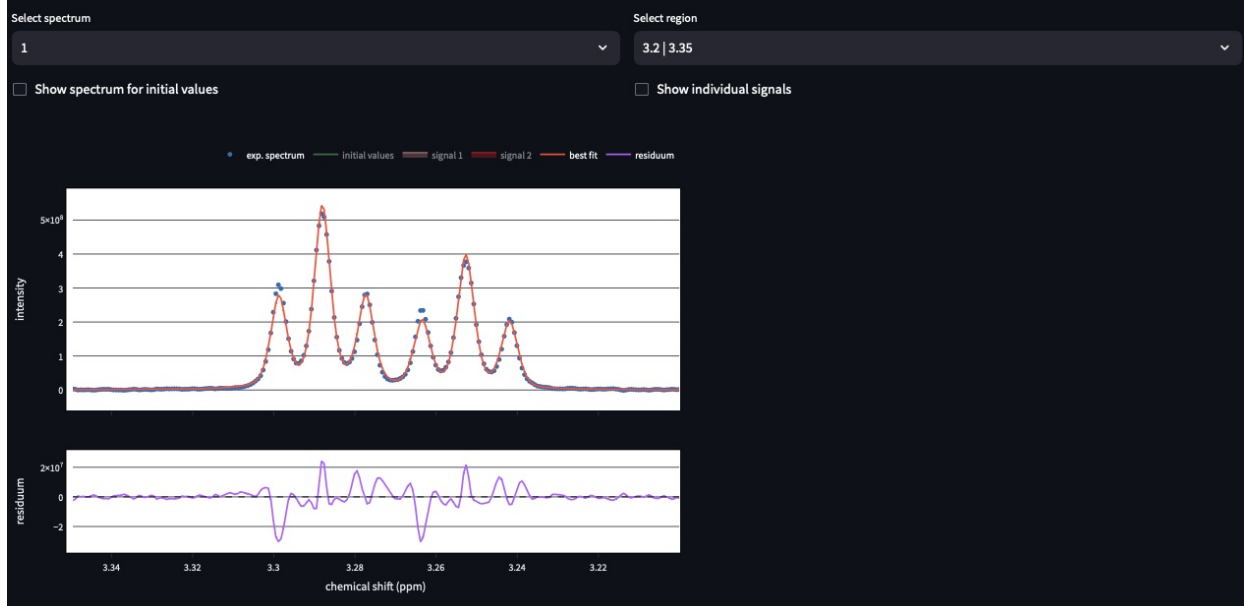 Select spectrum
Select region
1
3.2 | 3.35
Show spectrum for initial values
Show individual signals
exp. spectrum
initial values
signal 1
signal 2
best fit
residuum
5×10⁸
4
3
2
1
0
intensity
2×10⁷
0
−2
residuum
3.34
3.32
3.3
3.28
3.26
3.24
3.22
chemical shift (ppm)